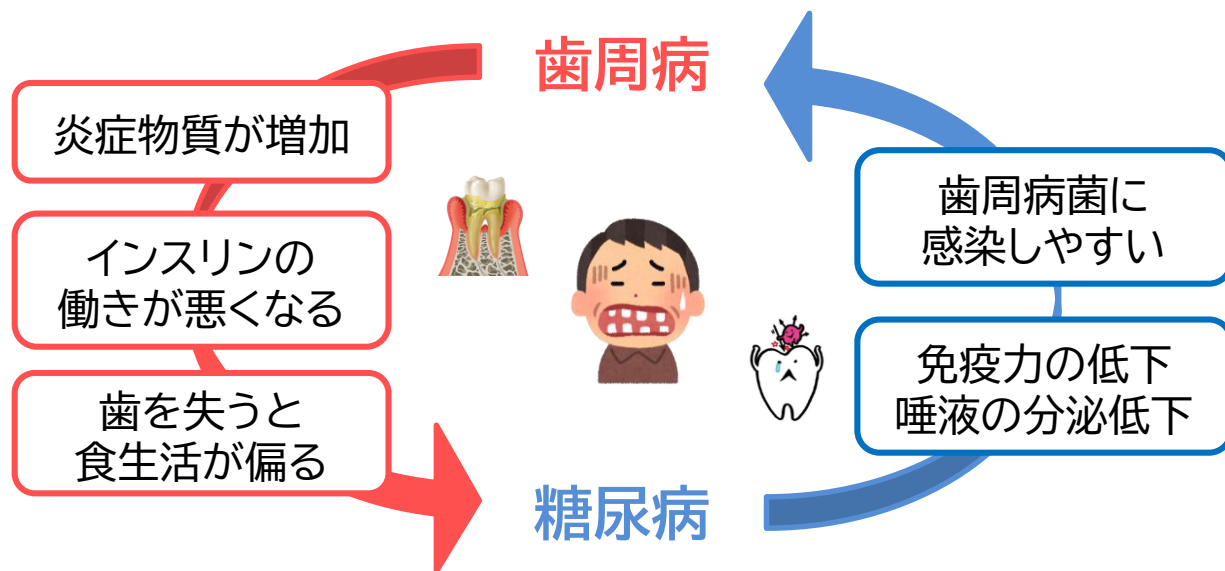 歯周病
炎症物質が増加
インスリンの
働きが悪くなる
歯を失うと
食生活が偏る
糖尿病
免疫力の低下
唾液の分泌低下
歯周病菌に
感染しやすい